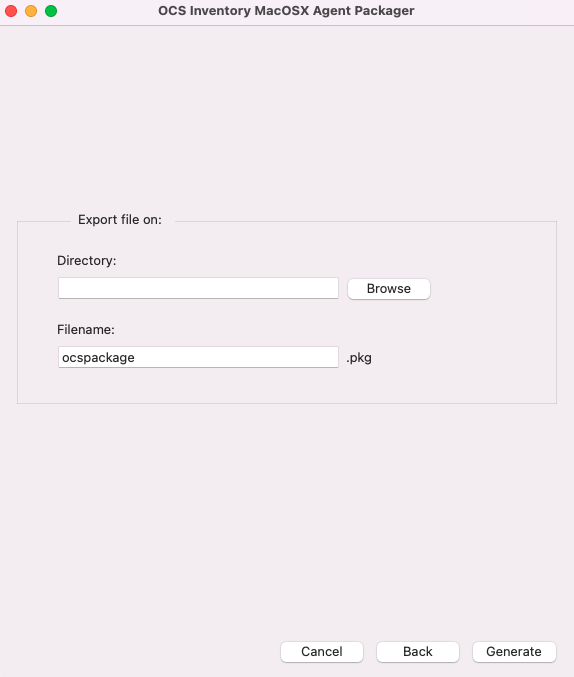 OCS Inventory MacOSX Agent Packager
Export file on:
Directory:
Browse
Filename:
ocspackage .pkg
Cancel Back Generate